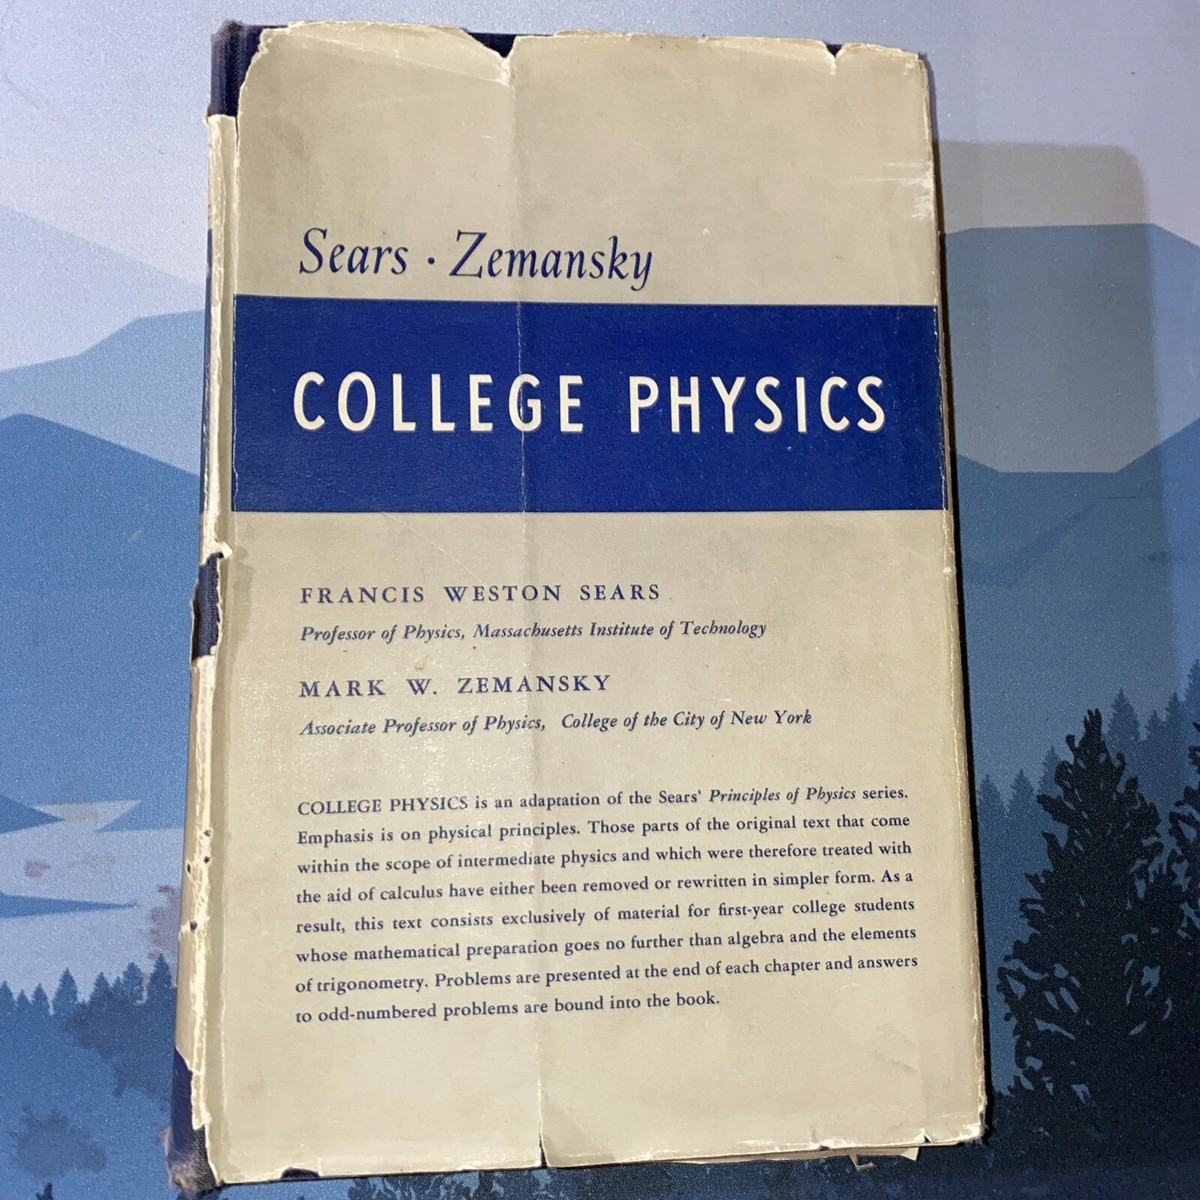 Sears · Zemansky
COLLEGE PHYSICS
FRANCIS WESTON SEARS
Professor of Physics, Massachusetts Institute of Technology
MARK W. ZEMANSKY
Associate Professor of Physics, College of the City of New York
COLLEGE PHYSICS is an adaptation of the Sears' Principles of Physics series.
Emphasis is on physical principles. Those parts of the original text that come
within the scope of intermediate physics and which were therefore treated with
the aid of calculus have either been removed or rewritten in simpler form. As a
result, this text consists exclusively of material for first-year college students
whose mathematical preparation goes no further than algebra and the elements
of trigonometry. Problems are presented at the end of each chapter and answers
to odd-numbered problems are bound into the book.